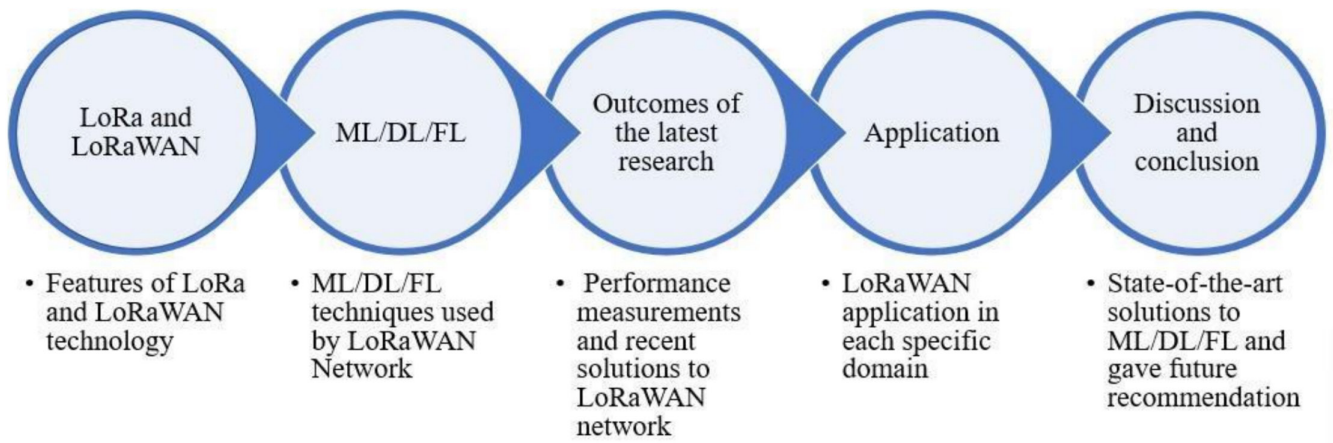 LoRa and
LoRaWAN
ML/DL/FL
Outcomes of
the latest
research
Application
Discussion
and
conclusion
• Features of LoRa
and LoRaWAN
technology
• ML/DL/FL
techniques used
by LoRaWAN
Network
• Performance
measurements
and recent
solutions to
LoRaWAN
network
• LoRaWAN
application in
each specific
domain
• State-of-the-art
solutions to
ML/DL/FL and
gave future
recommendation